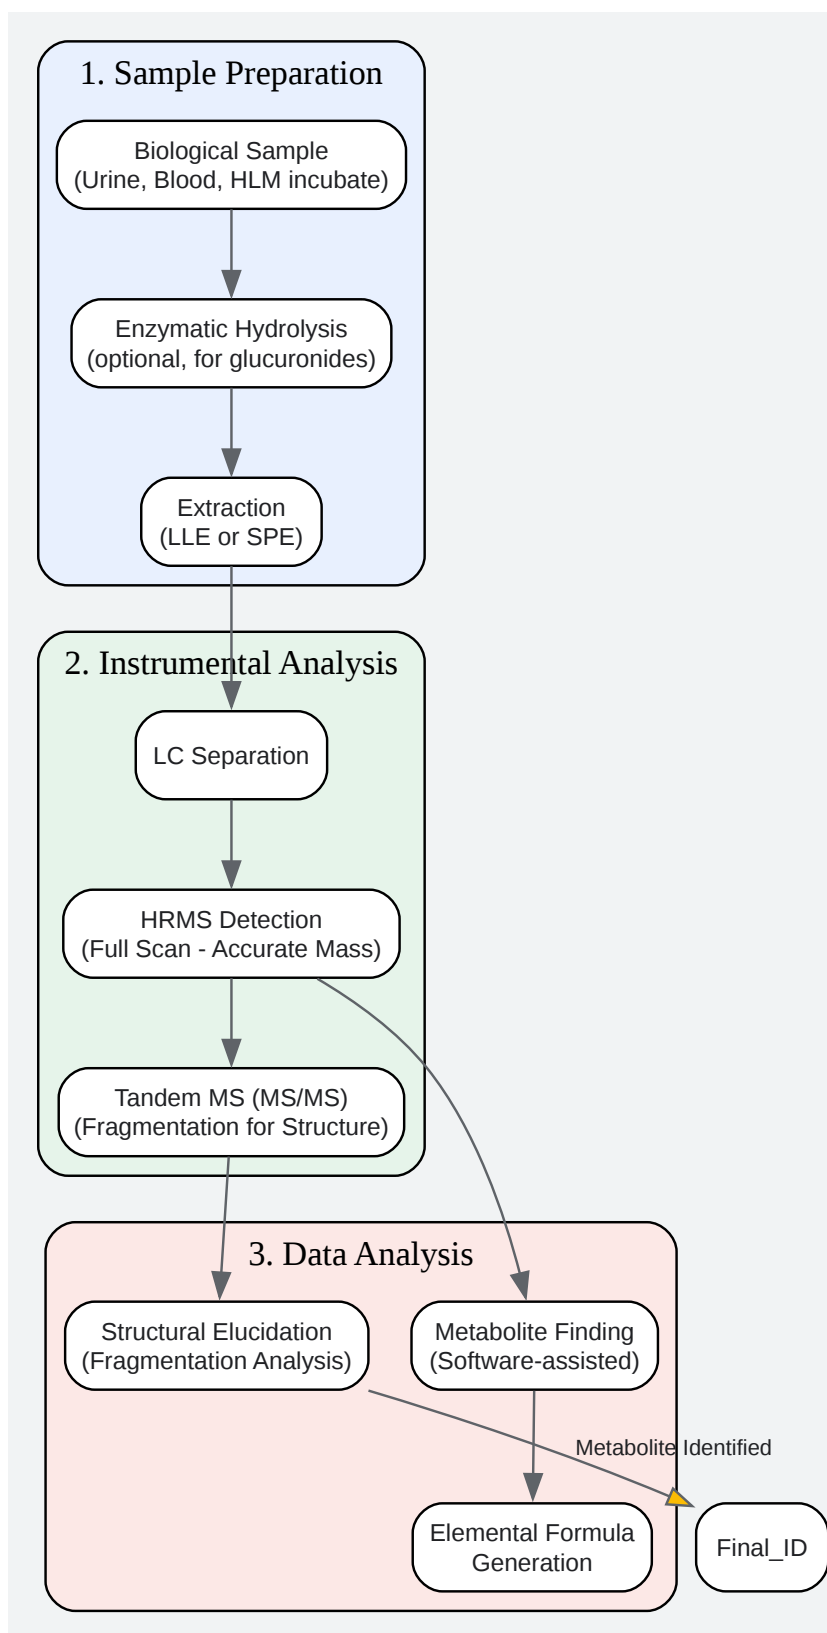 1. Sample Preparation
Biological Sample
(Urine, Blood, HLM incubate)
Enzymatic Hydrolysis
(optional, for glucuronides)
Extraction
(LLE or SPE)
2. Instrumental Analysis
LC Separation
HRMS Detection
(Full Scan - Accurate Mass)
Tandem MS (MS/MS)
(Fragmentation for Structure)
3. Data Analysis
Structural Elucidation
(Fragmentation Analysis)
Metabolite Finding
(Software-assisted)
Metabolite Identified
Elemental Formula
Generation
Final_ID